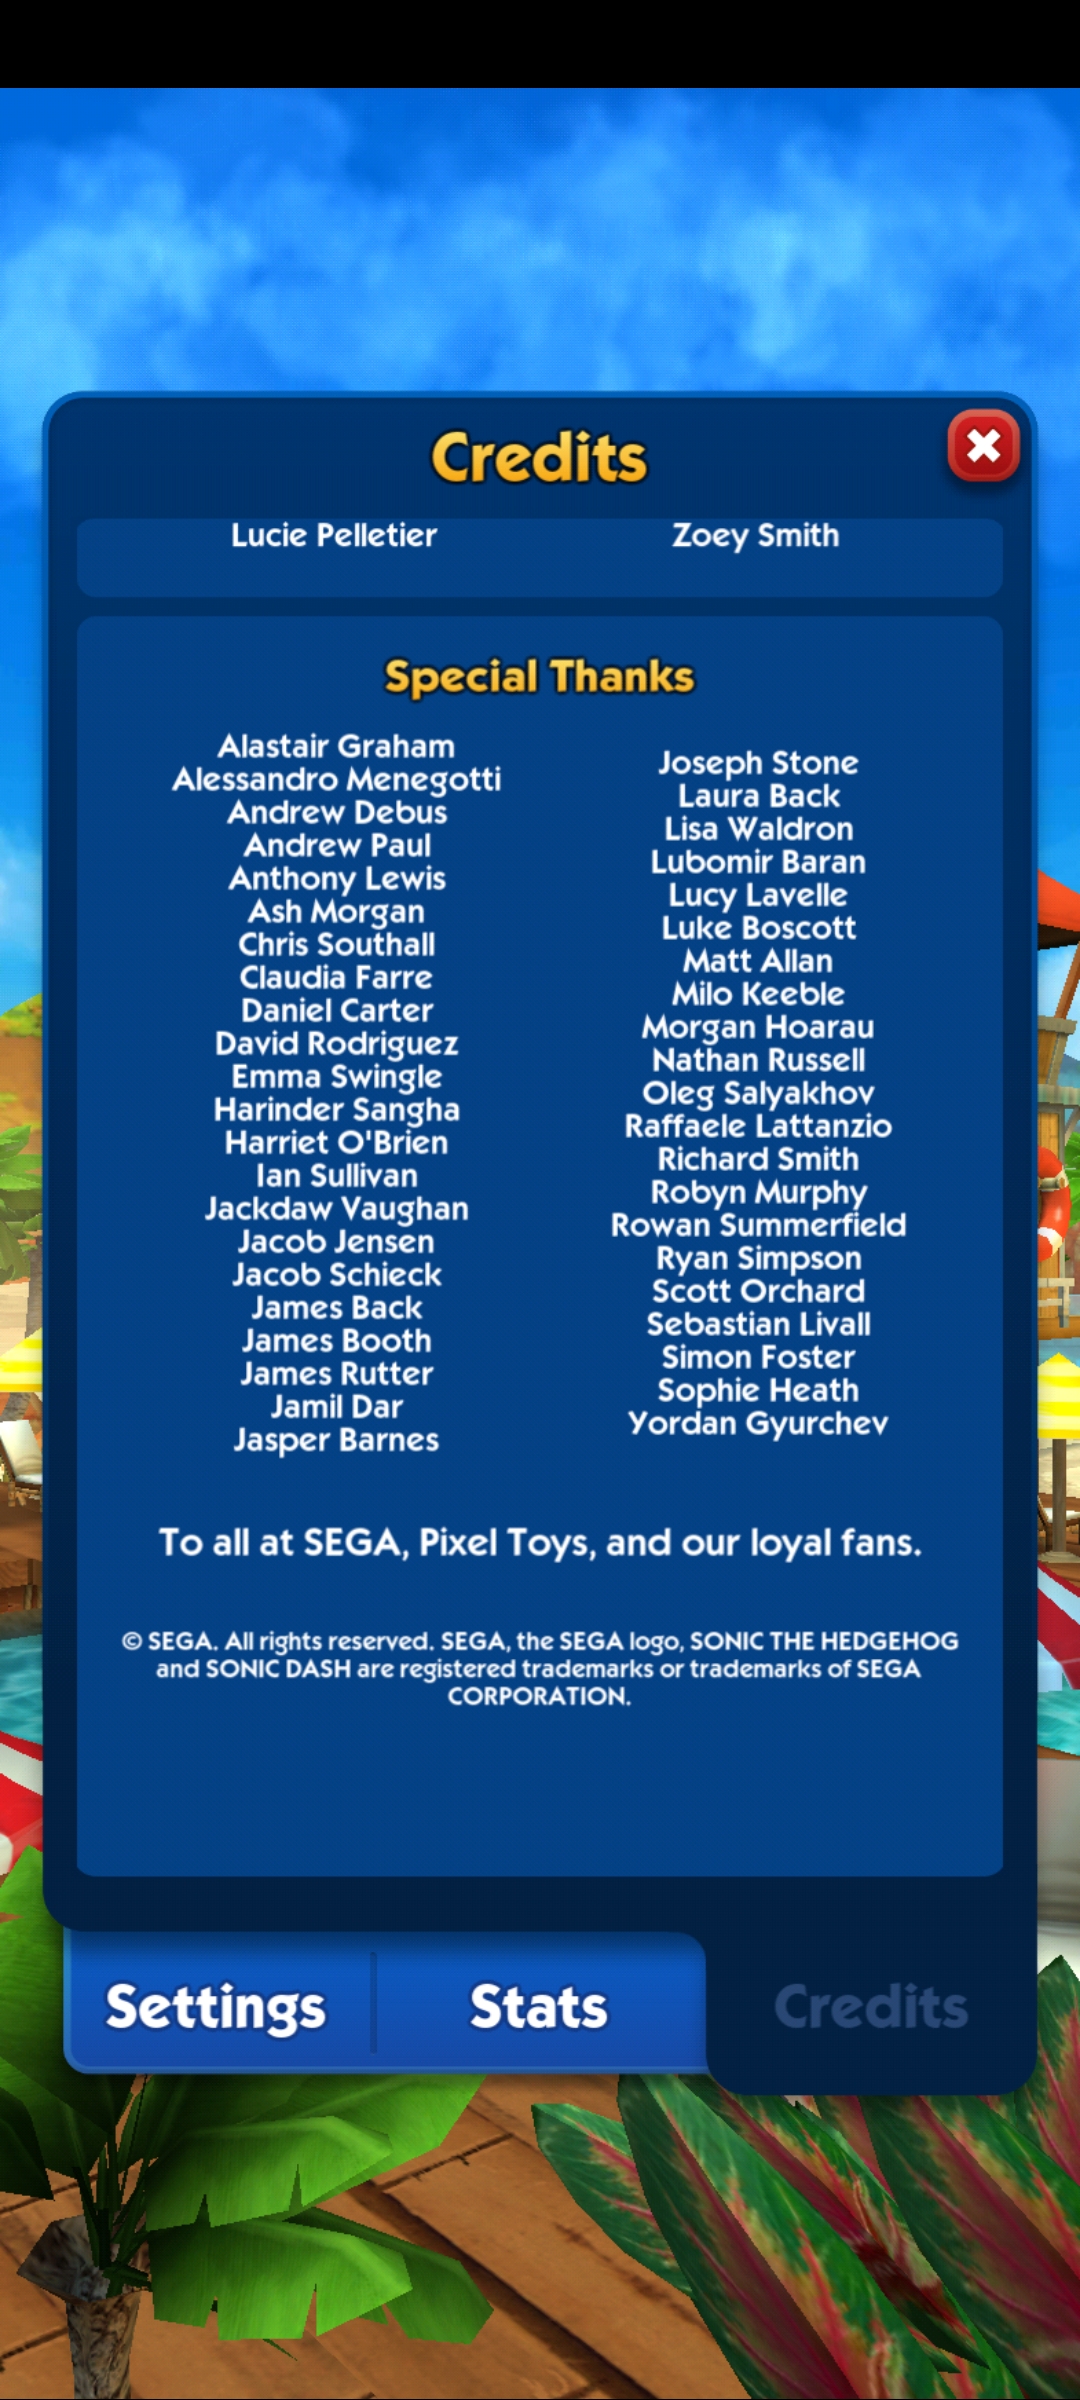 Credits
Lucie Pelletier
Zoey Smith
Special Thanks
Alastair Graham
Alessandro Menegotti
Andrew Debus
Andrew Paul
Anthony Lewis
Ash Morgan
Chris Southall
Claudia Farre
Daniel Carter
David Rodriguez
Emma Swingle
Harinder Sangha
Harriet O'Brien
Ian Sullivan
Jackdaw Vaughan
Jacob Jensen
Jacob Schieck
James Back
James Booth
James Rutter
Jamil Dar
Jasper Barnes
Joseph Stone
Laura Back
Lisa Waldron
Lubomir Baran
Lucy Lavelle
Luke Boscott
Matt Allan
Milo Keeble
Morgan Hoarau
Nathan Russell
Oleg Salyakhov
Raffaele Lattanzio
Richard Smith
Robyn Murphy
Rowan Summerfield
Ryan Simpson
Scott Orchard
Sebastian Livall
Simon Foster
Sophie Heath
Yordan Gyurchev
To all at SEGA, Pixel Toys, and our loyal fans.
© SEGA. All rights reserved. SEGA, the SEGA logo, SONIC THE HEDGEHOG
and SONIC DASH are registered trademarks or trademarks of SEGA
CORPORATION.
Settings
Stats
Credits